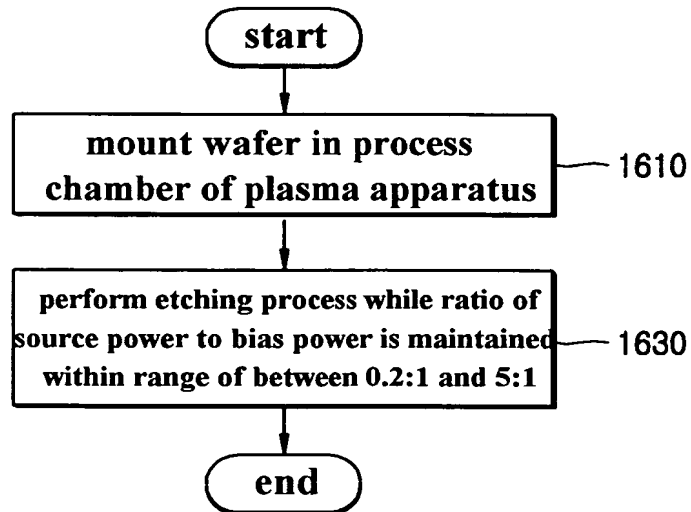 start
mount wafer in process
chamber of plasma apparatus
1610
perform etching process while ratio of
source power to bias power is maintained
within range of between 0.2:1 and 5:1
1630
end